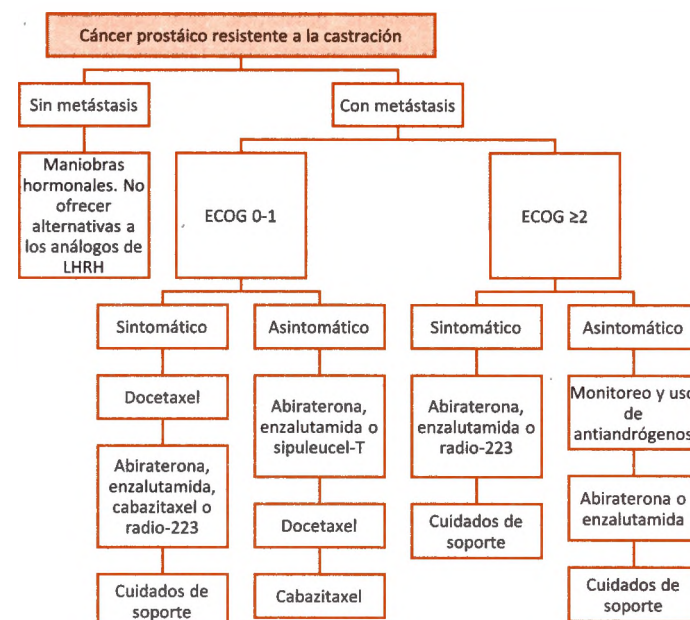 Cáncer prostáico resistente a la castración
Sin metástasis
Con metástasis
Maniobras
hormonales. No
ofrecer
alternativas a
los análogos de
LHRH
ECOG 0-1
ECOG ≥2
Sintomático
Asintomático
Sintomático
Asintomático
Docetaxel
Abiraterona,
enzalutamida,
cabazitaxel o
radio-223
Cuidados de
soporte
Abiraterona,
enzalutamida o
sipuleucel-T
Docetaxel
Cabazitaxel
Abiraterona,
enzalutamida o
radio-223
Cuidados de
soporte
Monitoreo y uso
de
antiandrógenos
Abiraterona o
enzalutamida
Cuidados de
soporte